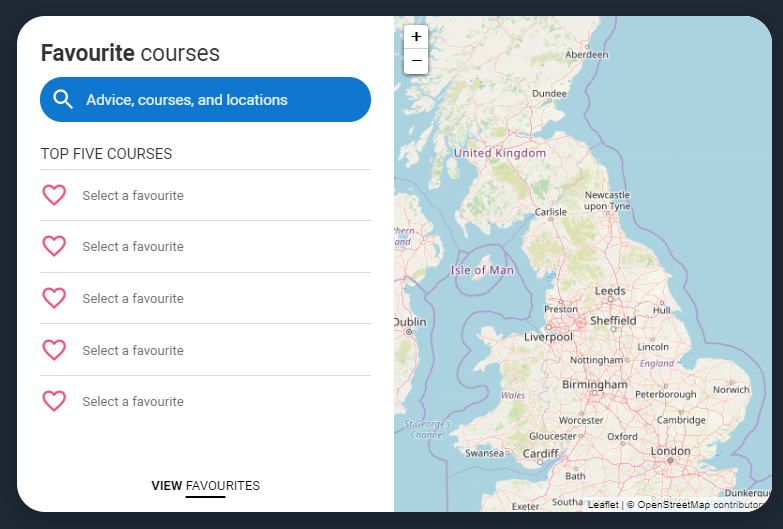 Favourite courses
Advice, courses, and locations
TOP FIVE COURSES
Select a favourite
Select a favourite
Select a favourite
Select a favourite
Select a favourite
VIEW FAVOURITES
+
−
Aberdeen
Dundee
United Kingdom
Newcastle
upon Tyne
Carlisle
hern
and
Isle of Man
Leeds
Preston
Hull
Dublin
Sheffield
Liverpool
Lincoln
Nottingham
England
Birmingham
Norwich
Peterborough
Wales
Worcester
Cambridge
St George's
Channel
Gloucester
Oxford
Swansea
Cardiff
London
Bath
Dunkerqu
Exeter
Southa
Leaflet | © OpenStreetMap contributors